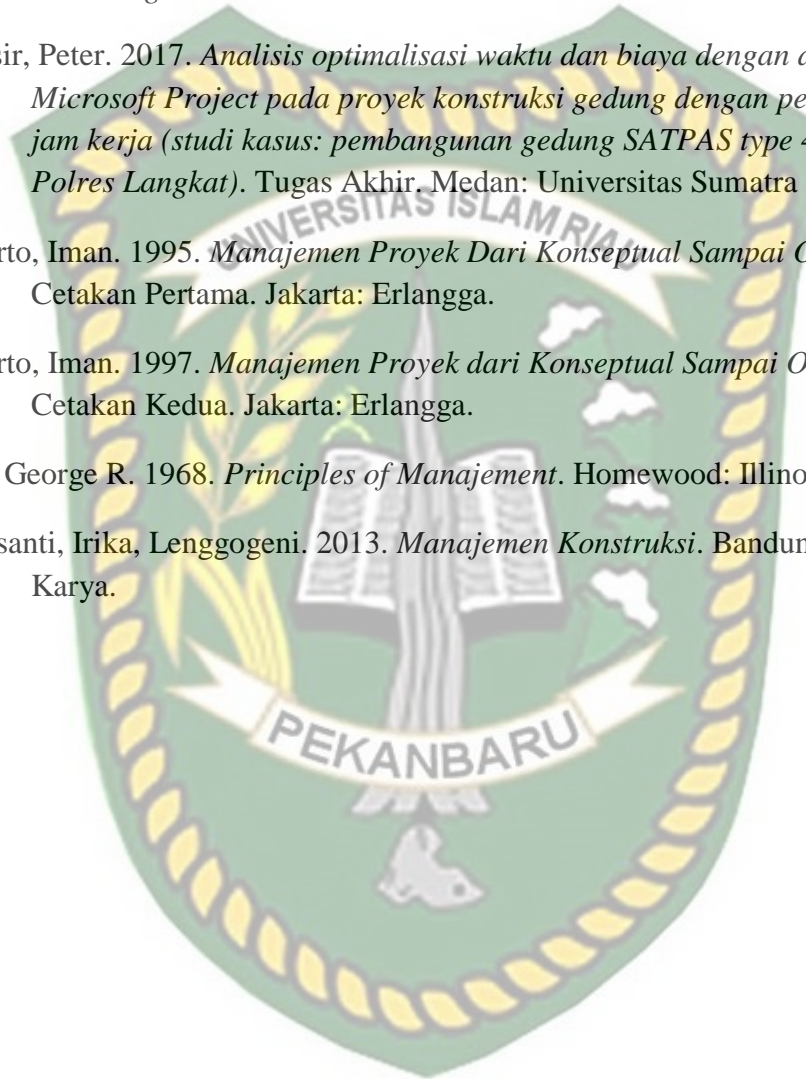 sir, Peter. 2017. Analisis optimalisasi waktu dan biaya dengan
Microsoft Project pada proyek konstruksi gedung dengan pe
jam kerja (studi kasus: pembangunan gedung SATPAS type 4
Polres Langkat). Tugas Akhir. Medan: Universitas Sumatra
UNIVERSITAS ISLAM RIAU
rto, Iman. 1995. Manajemen Proyek Dari Konseptual Sampai
Cetakan Pertama. Jakarta: Erlangga.
rto, Iman. 1997. Manajemen Proyek dari Konseptual Sampai O
Cetakan Kedua. Jakarta: Erlangga.
George R. 1968. Principles of Manajement. Homewood: Illino
santi, Irika, Lenggogeni. 2013. Manajemen Konstruksi. Bandun
Karya.
PEKANBARU